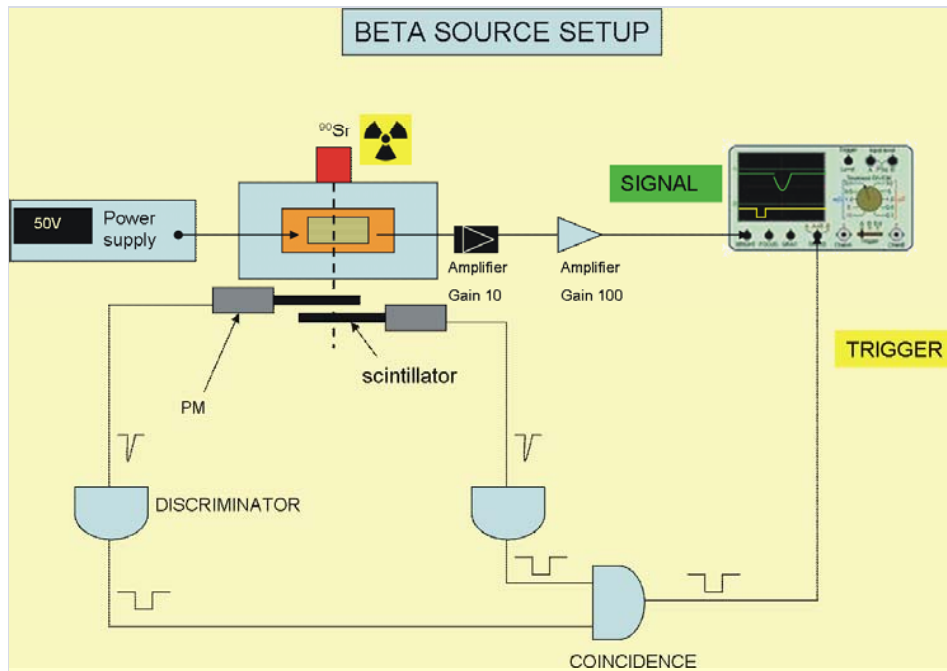 BETA SOURCE SETUP
⁹⁰Sr
SIGNAL
50V
Power
supply
Amplifier
Gain 10
Amplifier
Gain 100
TRIGGER
scintillator
PM
DISCRIMINATOR
COINCIDENCE